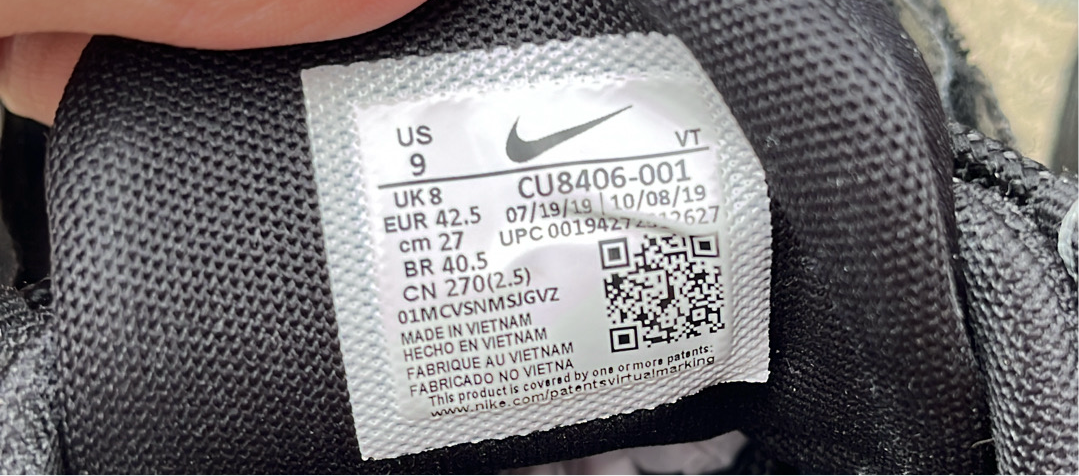 US
9
VT
UK 8
EUR 42.5
cm 27
BR 40.5
CN 270(2.5)
CU8406-001
07/19/19 | 10/08/19
UPC
01MCVSNMSJGVZ
MADE IN VIETNAM
HECHO EN VIETNAM
FABRIQUE AU VIETNAM
FABRICADO NO VIETNA
This product is covered by one or more patents:
www.nike.com/patentsvirtualmarking